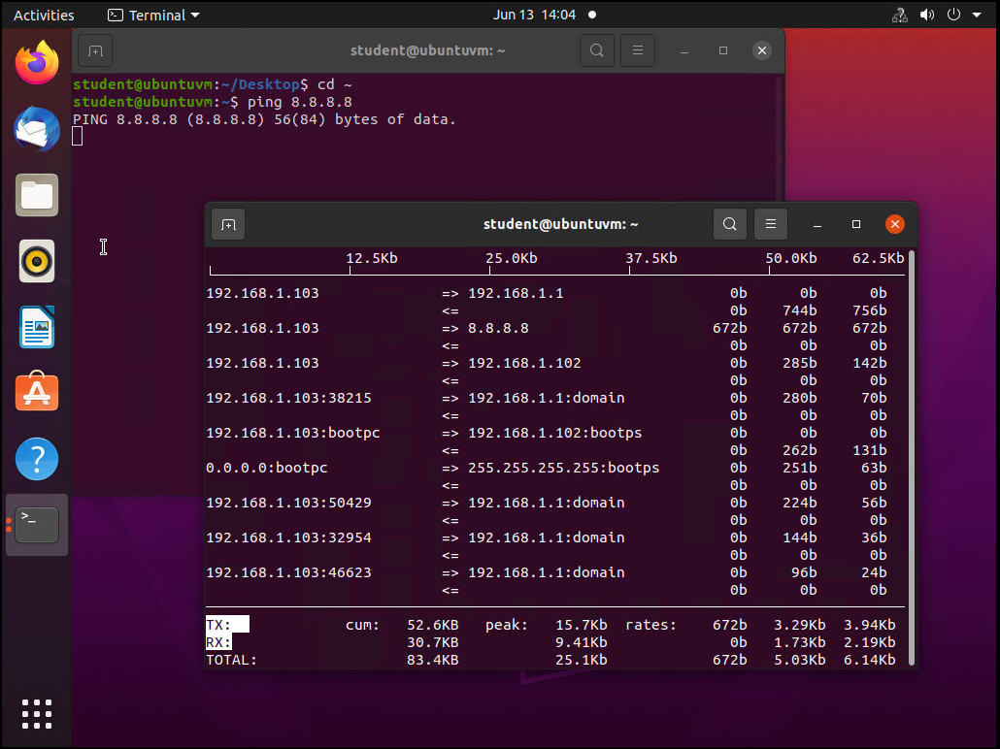 Activities Terminal Jun 13 14:04
student@ubuntuvm: ~
student@ubuntuvm:~/Desktop$ cd ~
student@ubuntuvm:~$ ping 8.8.8.8
PING 8.8.8.8 (8.8.8.8) 56(84) bytes of data.
student@ubuntuvm: ~
12.5Kb 25.0Kb 37.5Kb 50.0Kb 62.5Kb
192.168.1.103 => 192.168.1.1 0b 0b 0b
<= 0b 744b 756b
192.168.1.103 => 8.8.8.8 672b 672b 672b
<= 0b 0b 0b
192.168.1.103 => 192.168.1.102 0b 285b 142b
<= 0b 0b 0b
192.168.1.103:38215 => 192.168.1.1:domain 0b 280b 70b
<= 0b 0b 0b
192.168.1.103:bootpc => 192.168.1.102:bootps 0b 0b 0b
<= 0b 262b 131b
0.0.0.0:bootpc => 255.255.255.255:bootps 0b 251b 63b
<= 0b 0b 0b
192.168.1.103:50429 => 192.168.1.1:domain 0b 224b 56b
<= 0b 0b 0b
192.168.1.103:32954 => 192.168.1.1:domain 0b 144b 36b
<= 0b 0b 0b
192.168.1.103:46623 => 192.168.1.1:domain 0b 96b 24b
<= 0b 0b 0b
TX: cum: 52.6KB peak: 15.7Kb rates: 672b 3.29Kb 3.94Kb
RX: 30.7KB 9.41Kb 0b 1.73Kb 2.19Kb
TOTAL: 83.4KB 25.1Kb 672b 5.03Kb 6.14Kb